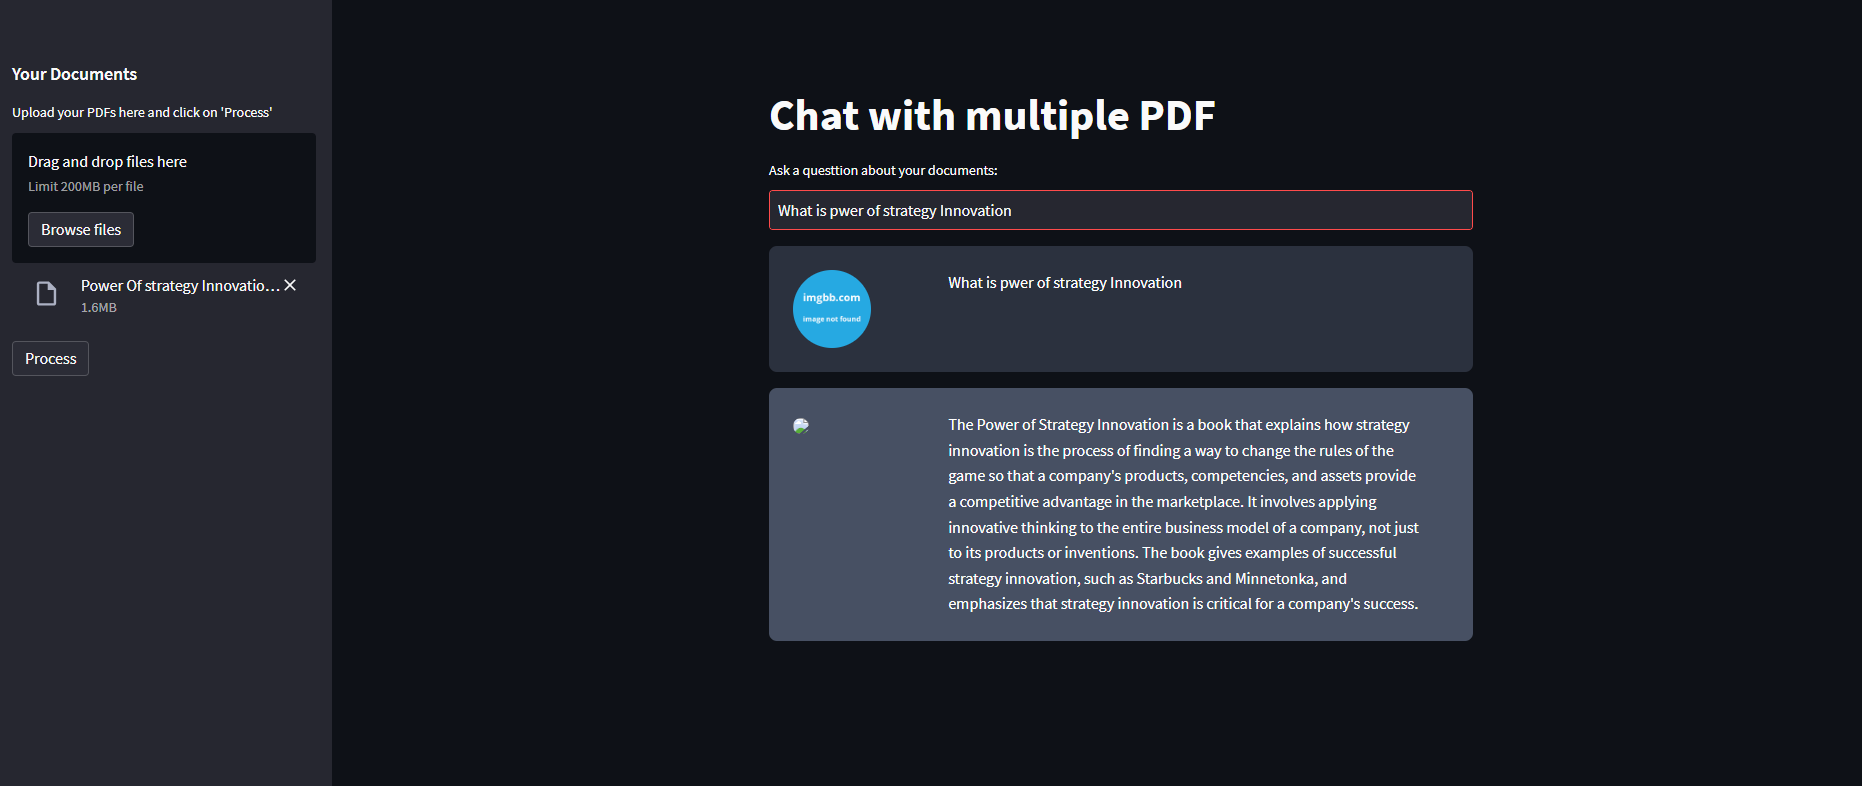 Your Documents
Upload your PDFs here and click on 'Process'
Drag and drop files here
Limit 200MB per file
Browse files
Power Of strategy Innovatio...
1.6MB
Process
Chat with multiple PDF
Ask a questtion about your documents:
What is pwer of strategy Innovation
imgbb.com
image not found
What is pwer of strategy Innovation
The Power of Strategy Innovation is a book that explains how strategy
innovation is the process of finding a way to change the rules of the
game so that a company's products, competencies, and assets provide
a competitive advantage in the marketplace. It involves applying
innovative thinking to the entire business model of a company, not just
to its products or inventions. The book gives examples of successful
strategy innovation, such as Starbucks and Minnetonka, and
emphasizes that strategy innovation is critical for a company's success.